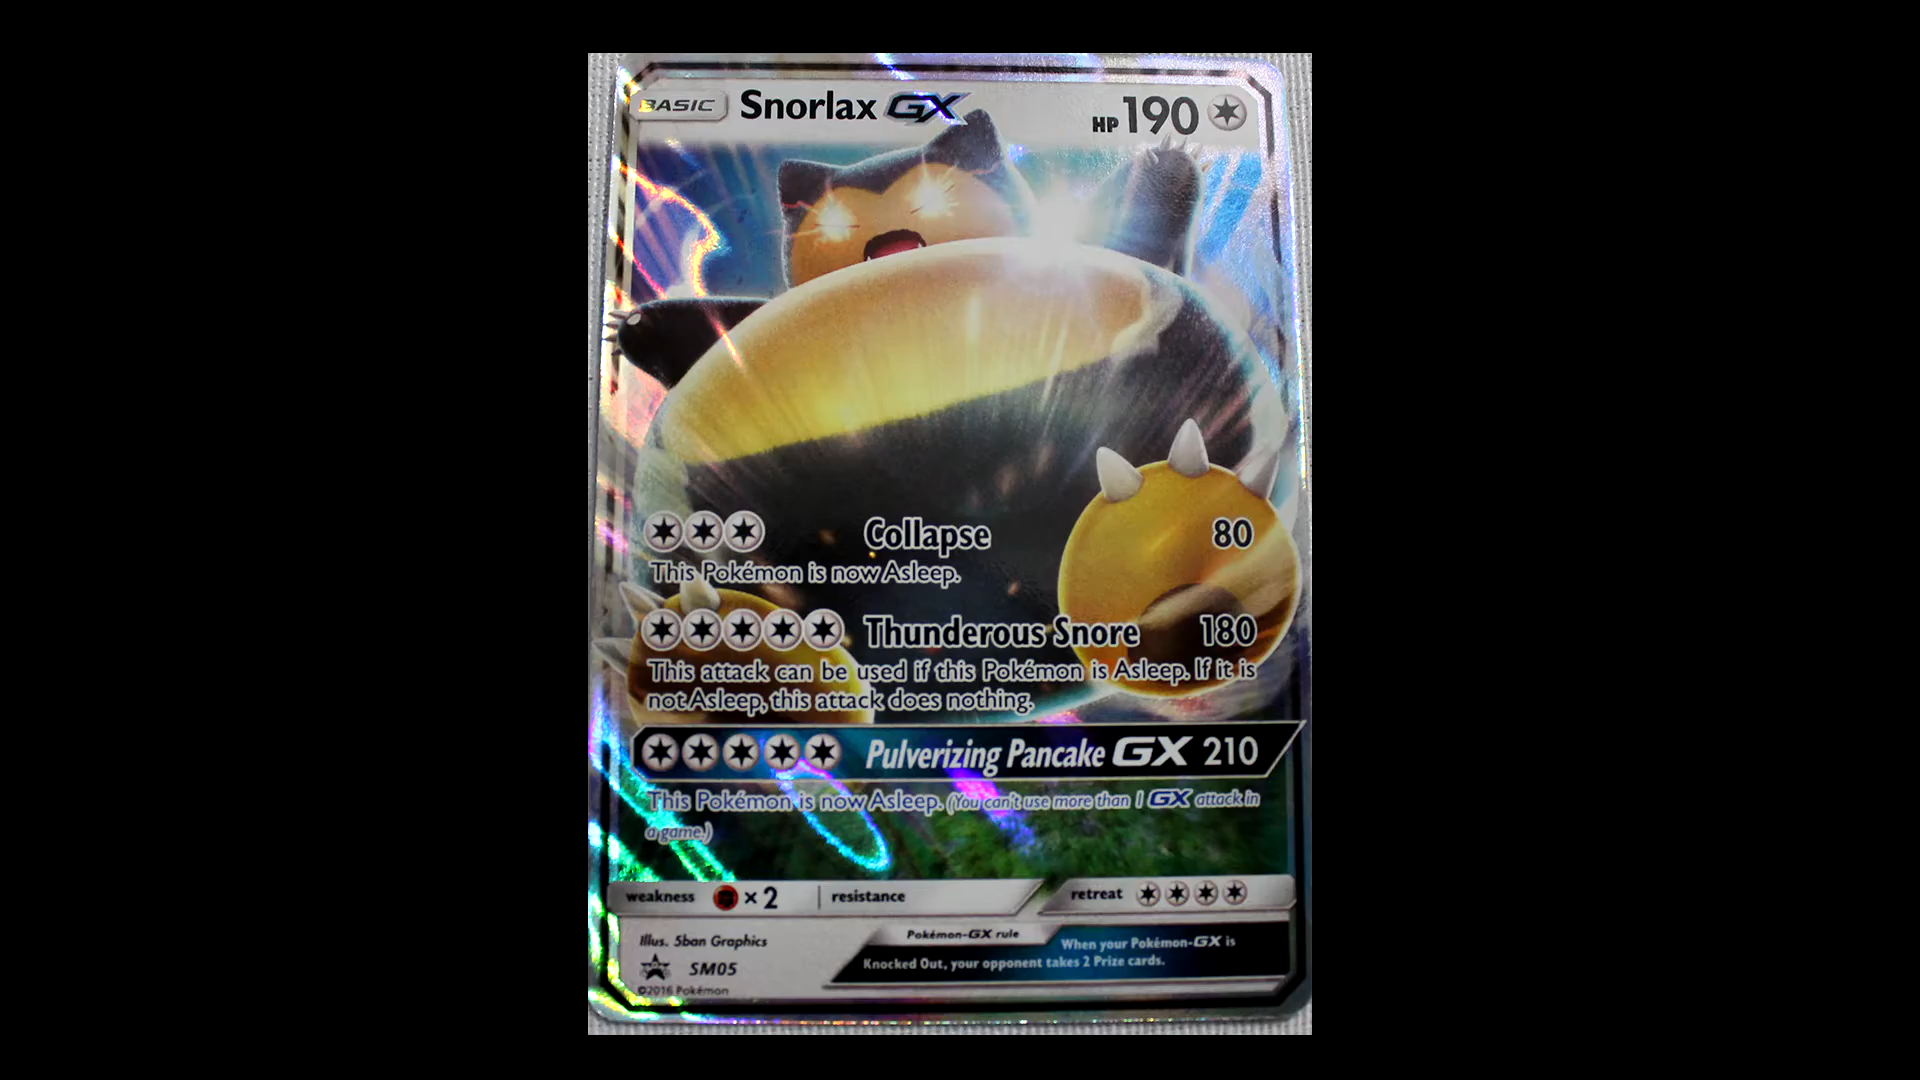 BASIC Snorlax GX HP 190
Collapse 80
This Pokémon is now Asleep.
Thunderous Snore 180
This attack can be used if this Pokémon is Asleep. If it is
not Asleep, this attack does nothing.
Pulverizing Pancake GX 210
This Pokémon is now Asleep. (You can't use more than 1 GX attack in
a game.)
weakness ×2 resistance retreat
Illus. 5ban Graphics
SM05
©2016 Pokémon
Pokémon-GX rule
When your Pokémon-GX is
Knocked Out, your opponent takes 2 Prize cards.